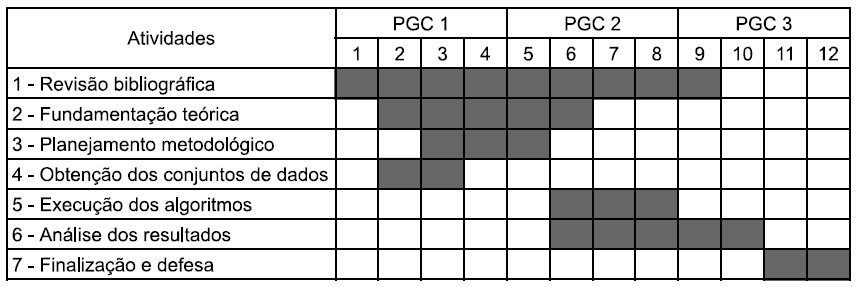 Atividades
PGC 1 PGC 2 PGC 3
1 2 3 4 5 6 7 8 9 10 11 12
1 - Revisão bibliográfica
2 - Fundamentação teórica
3 - Planejamento metodológico
4 - Obtenção dos conjuntos de dados
5 - Execução dos algoritmos
6 - Análise dos resultados
7 - Finalização e defesa